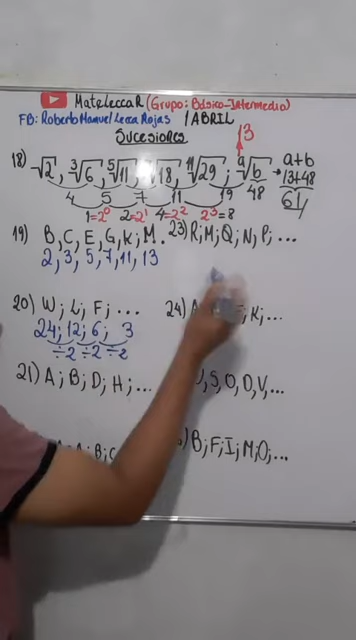 MateLeccaR (Grupo: Básico-Intermedio)
FB: Roberto Manuel Lecca Rojas 1 ABRIL
Sucesiones
13
18) √2, ³√6, ⁵√11, √18, ¹¹√29; ᵃ√b → a+b
4 5 7 11 19 48 13+48
1=2⁰ 2=2¹ 4=2² 2³=8 61
19) B, C, E, G, K; M. 23) R; M; Q; N; P; ...
2, 3, 5, 7, 11, 13
20) W; L; F; ... 24) A; K; ...
24; 12; 6; 3
÷2 ÷2 ÷2
21) A; B; D; H; ... S, O, D, V, ...
A; B; C ) B; F; I; M; O; ...